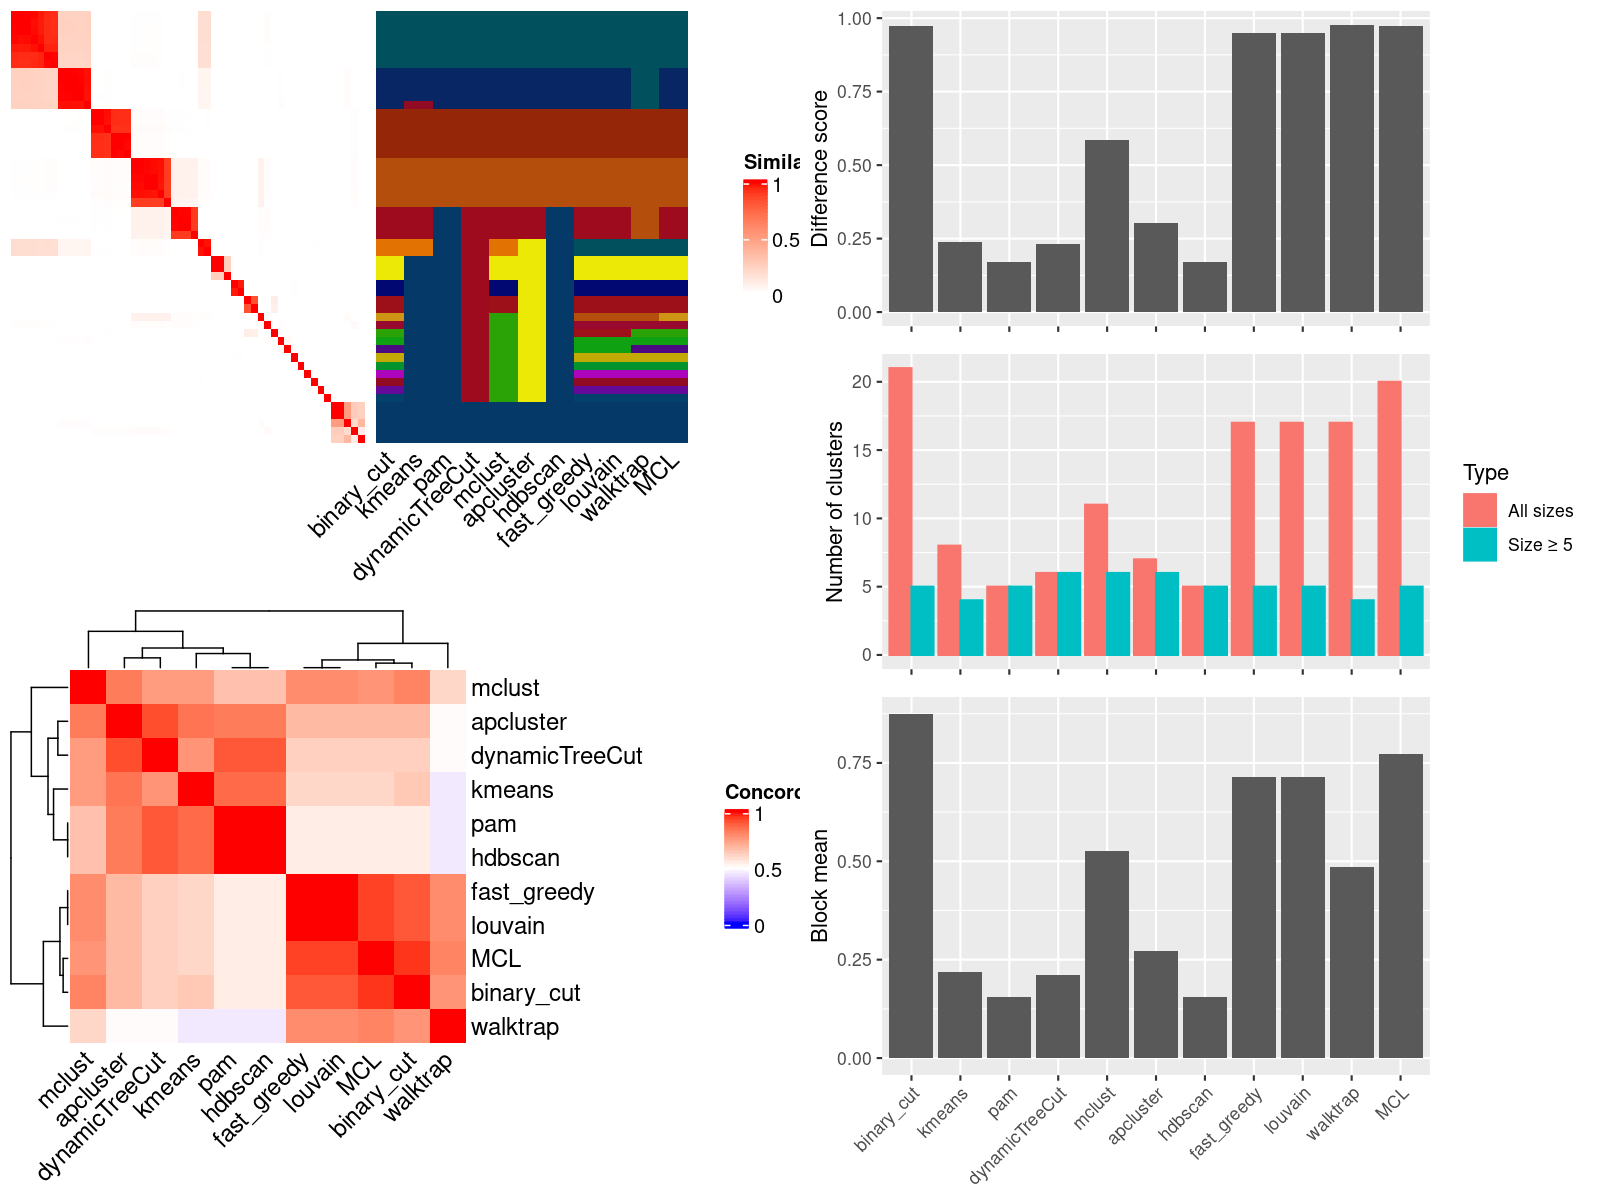 Simila
1
0.5
0
binary_cut
kmeans
pam
dynamicTreeCut
mclust
apcluster
hdbscan
fast_greedy
louvain
walktrap
MCL
mclust
apcluster
dynamicTreeCut
kmeans
pam
hdbscan
fast_greedy
louvain
MCL
binary_cut
walktrap
Concord
1
0.5
0
mclust
apcluster
dynamicTreeCut
kmeans
pam
hdbscan
fast_greedy
louvain
MCL
binary_cut
walktrap
Difference score
1.00
0.75
0.50
0.25
0.00
Number of clusters
20
15
10
5
0
Type
All sizes
Size ≥ 5
Block mean
0.75
0.50
0.25
0.00
binary_cut
kmeans
pam
dynamicTreeCut
mclust
apcluster
hdbscan
fast_greedy
louvain
walktrap
MCL